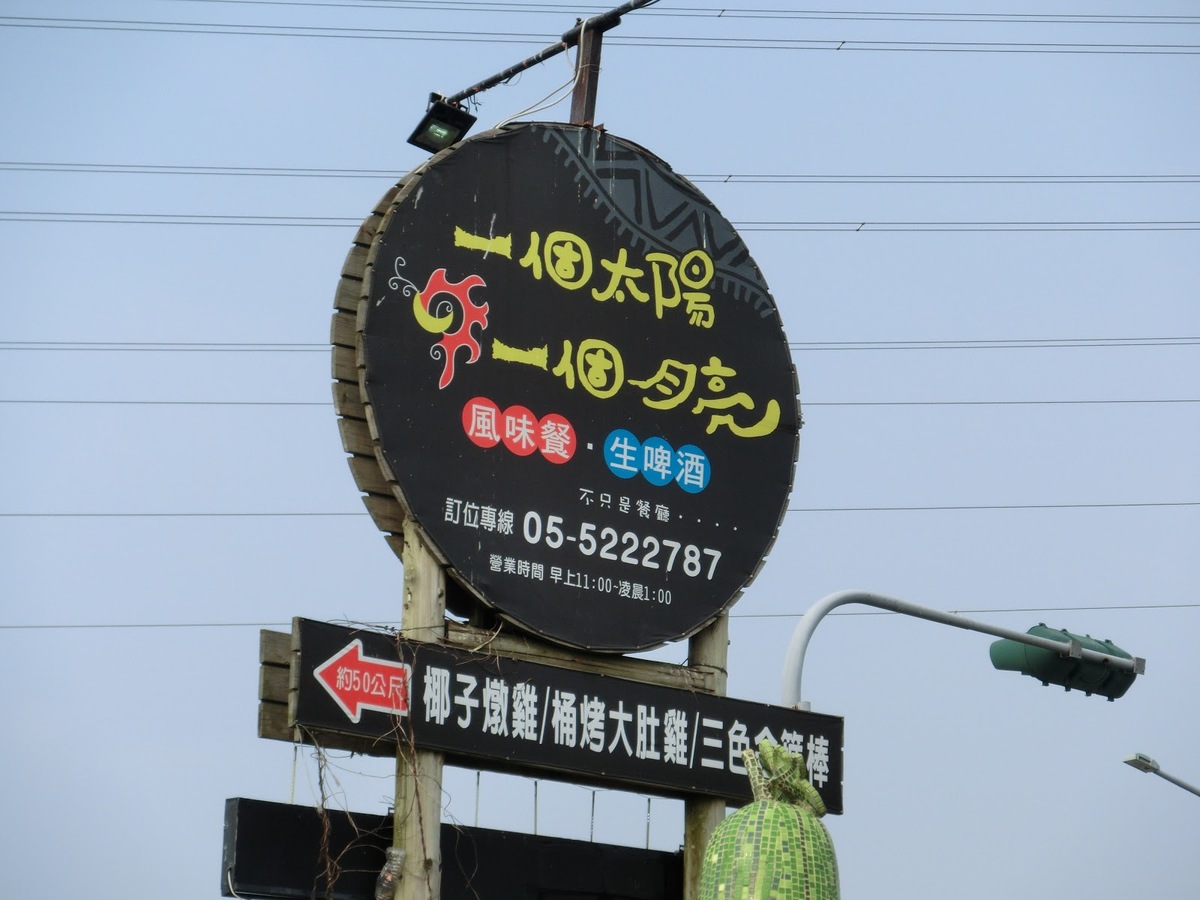 一個太陽
一個月亮
風味餐·生啤酒
不只是餐廳....
訂位專線 05-5222787
營業時間 早上11:00~凌晨1:00
約50公尺
椰子燉雞/桶烤大肚雞/三色 棒